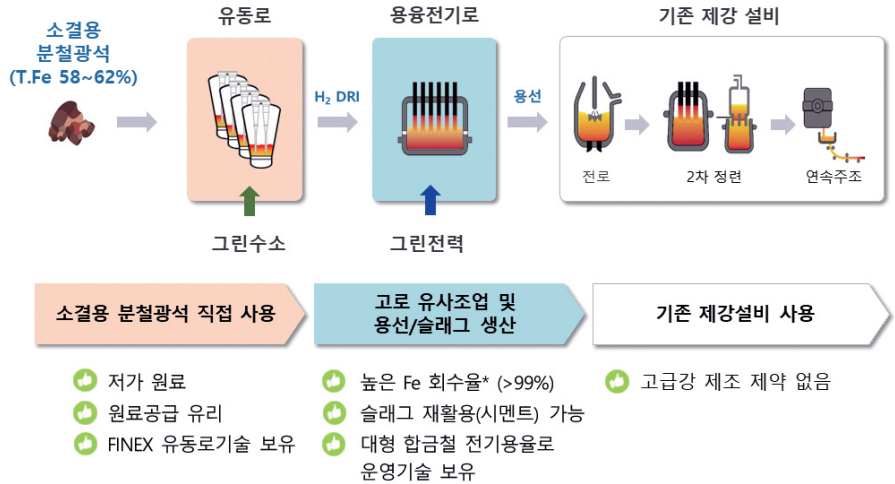 소결용
분철광석
(T.Fe 58~62%)
유동로
용융전기로
기존 제강 설비
H₂ DRI
용선
전로
2차 정련
연속주조
그린수소
그린전력
소결용 분철광석 직접 사용
고로 유사조업 및
용선/슬래그 생산
기존 제강설비 사용
저가 원료
원료공급 유리
FINEX 유동로기술 보유
높은 Fe 회수율* (>99%)
슬래그 재활용(시멘트) 가능
대형 합금철 전기용율로
운영기술 보유
고급강 제조 제약 없음